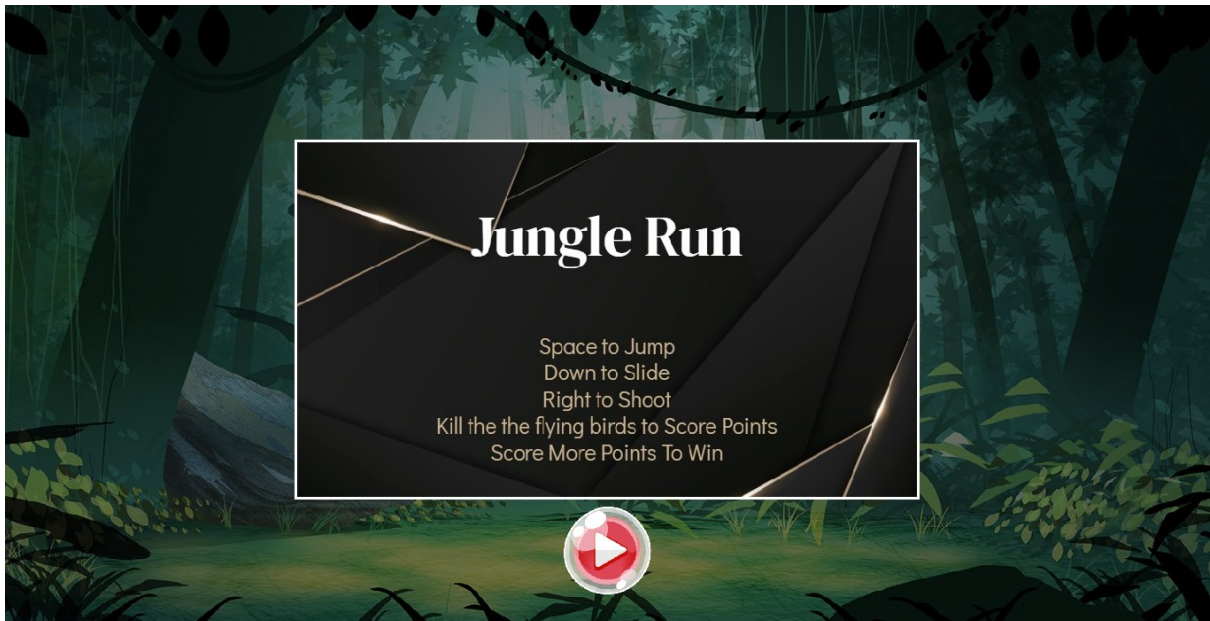 Jungle Run
Space to Jump
Down to Slide
Right to Shoot
Kill the the flying birds to Score Points
Score More Points To Win